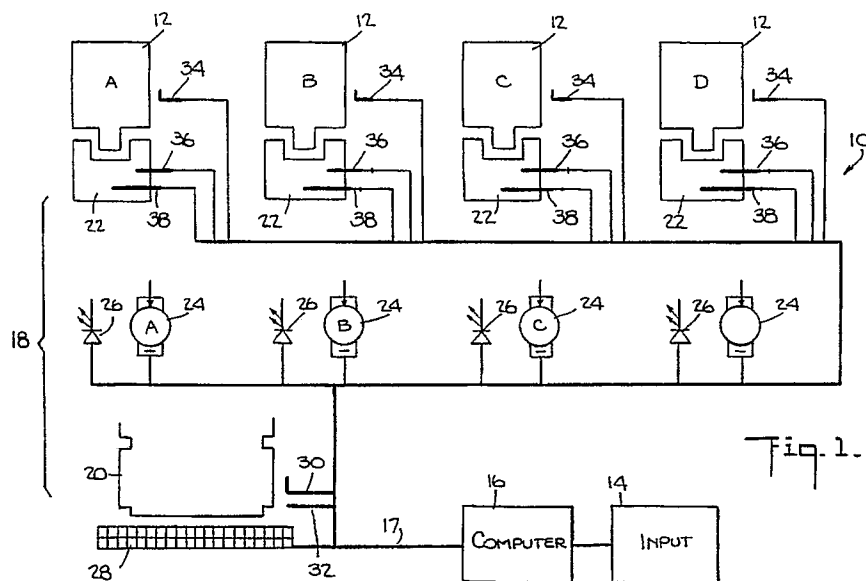 12 12 12 12
A B C D
34 34 34 34
10
36 36 36 36
22 22 22 22
38 38 38 38
18
26 24 26 24 26 24 26 24
A B C
20
30
Fig. 1.
16 14
COMPUTER INPUT
17
28
32